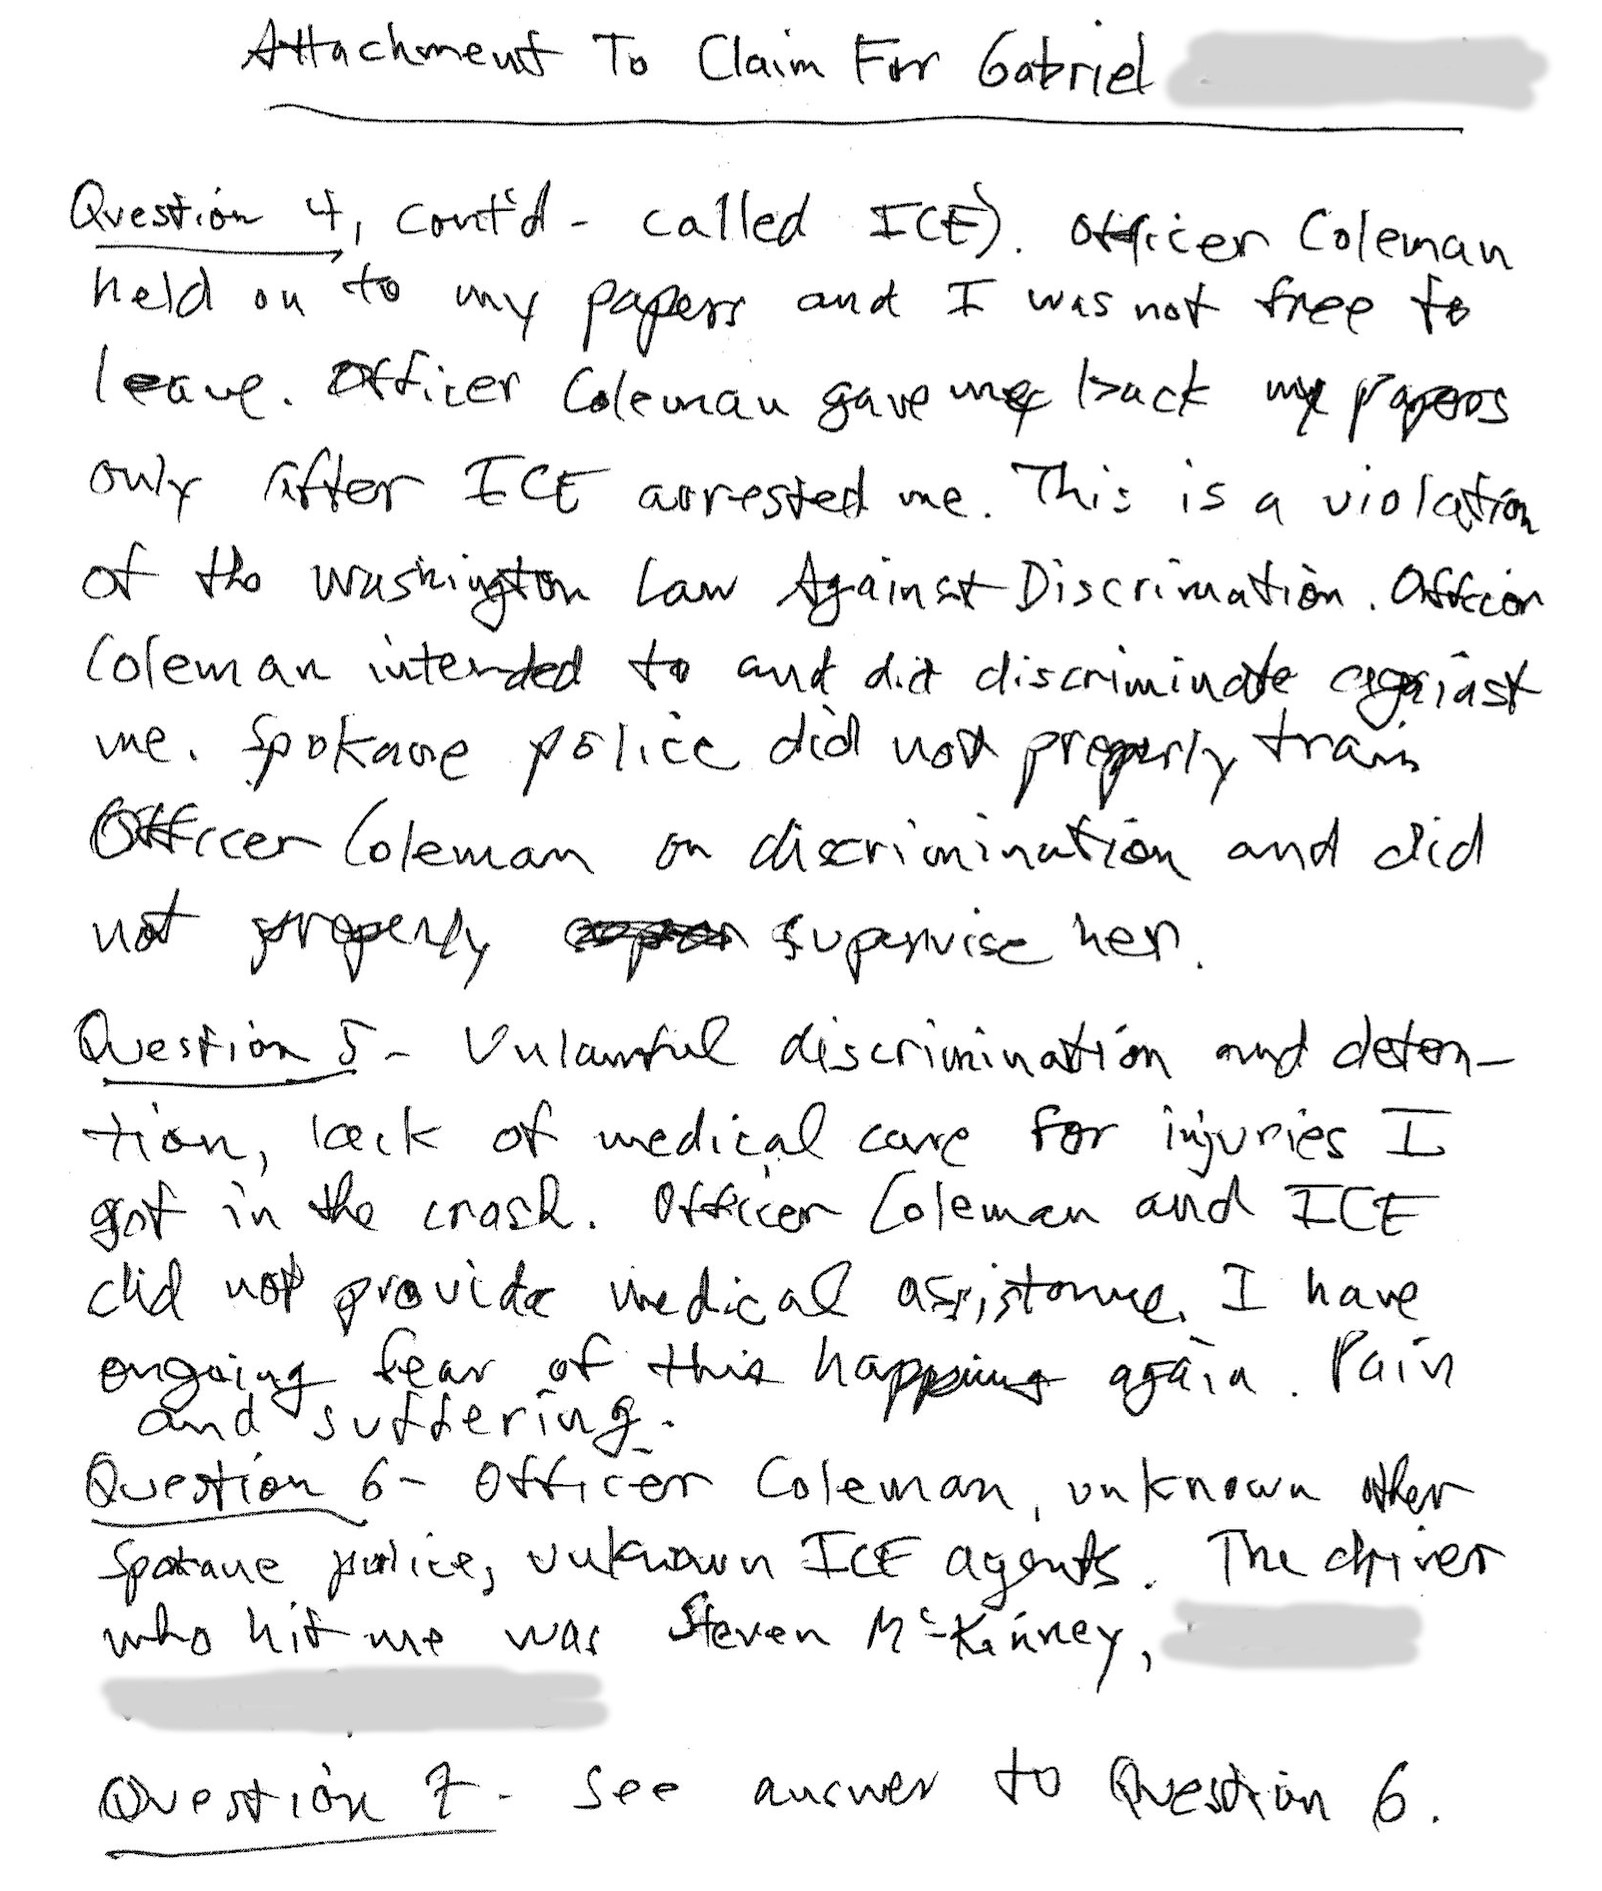 Attachment To Claim For Gabriel
Question 4, cont'd - called ICE). Officer Coleman
held on to my papers and I was not free to
leave. Officer Coleman gave me back my papers
only after ICE arrested me. This is a violation
of the Washington Law Against Discrimation. Officer
Coleman intended to and did discriminate against
me. Spokane police did not properly train
Officer Coleman on discrimination and did
not properly supervise her.
Question 5 - Unlawful discrimination and deten-
tion, lack of medical care for injuries I
got in the crash. Officer Coleman and ICE
did not provide medical assistance. I have
ongoing fear of this happening again. Pain
and suffering.
Question 6 - Officer Coleman, unknown other
Spokane police, unknown ICE agents. The driver
who hit me was Steven McKinney,
Question 7 - See answer to Question 6.